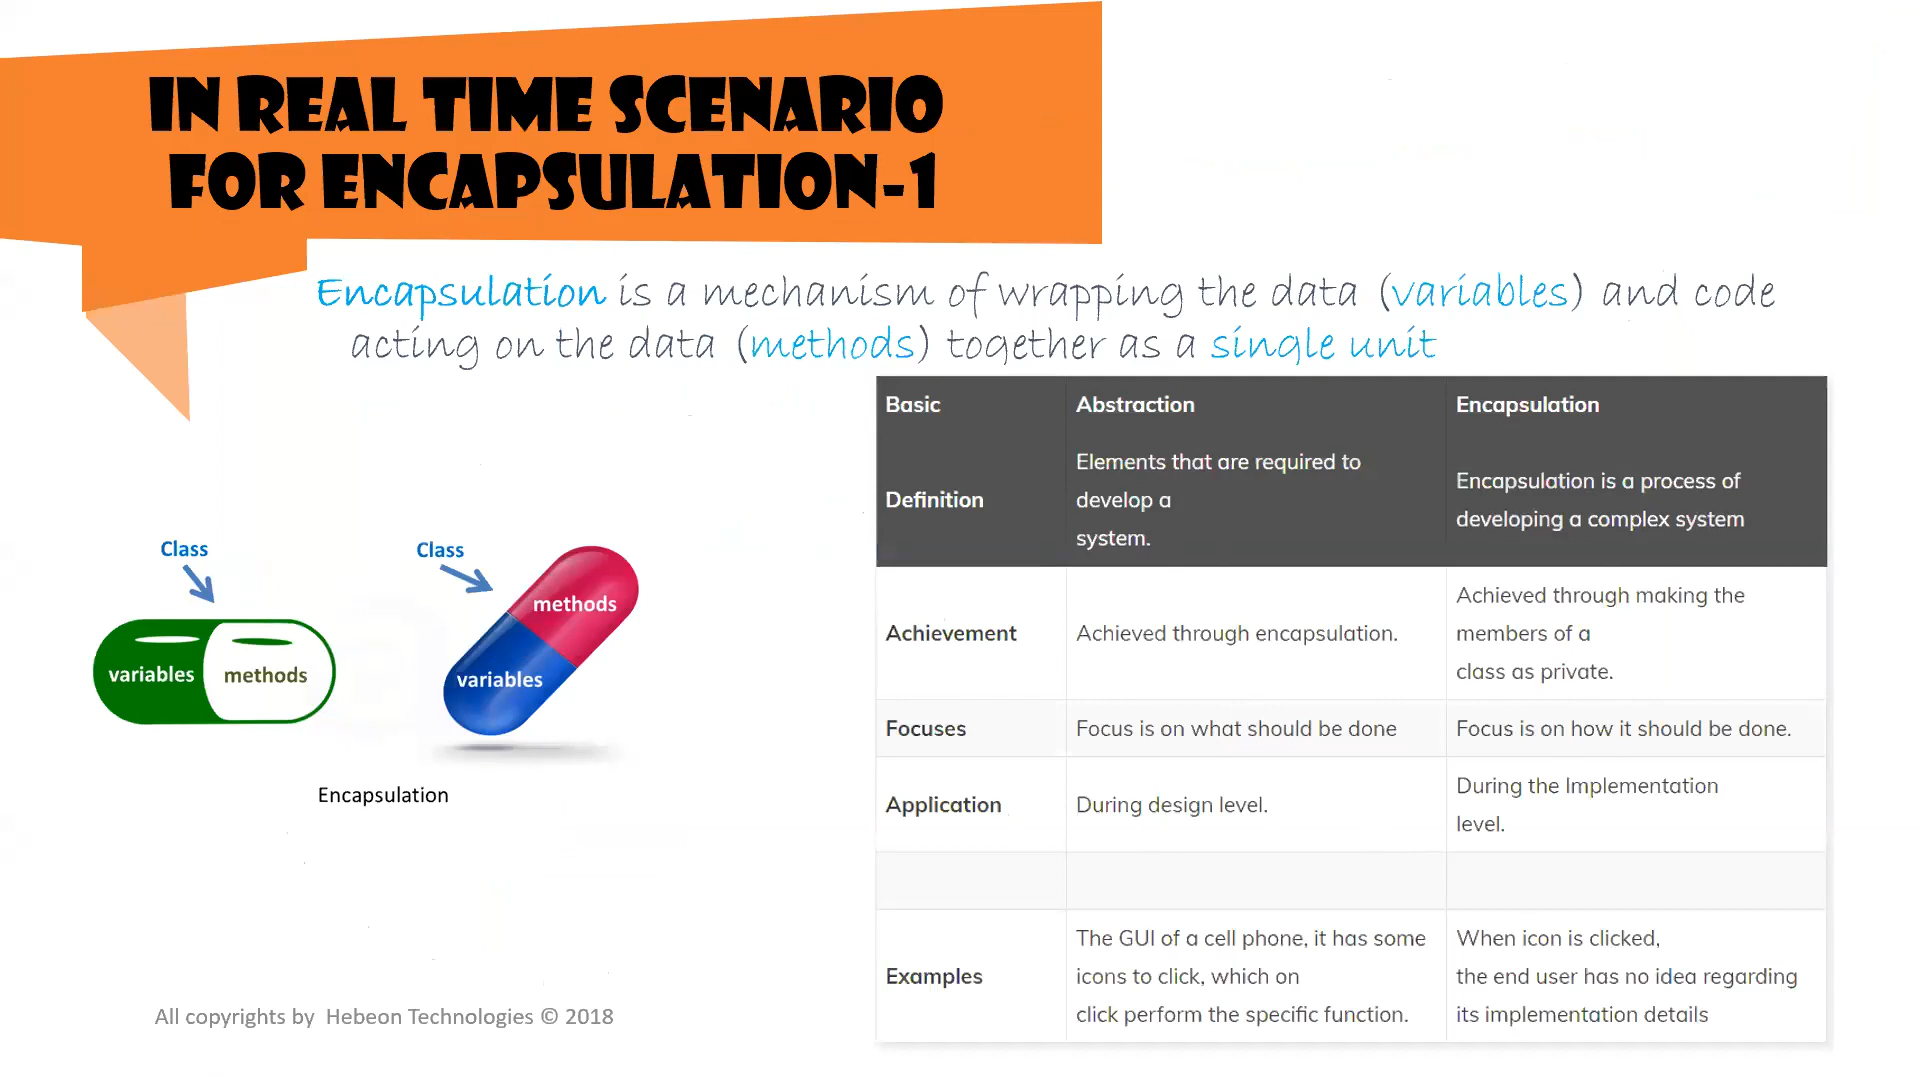 IN REAL TIME SCENARIO
FOR ENCAPSULATION-1
Encapsulation is a mechanism of wrapping the data (variables) and code
acting on the data (methods) together as a single unit
Class
variables methods
Class
methods
variables
Encapsulation
Basic Abstraction Encapsulation
Definition
Elements that are required to
develop a
system.
Encapsulation is a process of
developing a complex system
Achievement
Achieved through encapsulation.
Achieved through making the
members of a
class as private.
Focuses Focus is on what should be done Focus is on how it should be done.
Application
During design level.
During the Implementation
level.
Examples
The GUI of a cell phone, it has some
icons to click, which on
click perform the specific function.
When icon is clicked,
the end user has no idea regarding
its implementation details
All copyrights by Hebeon Technologies © 2018